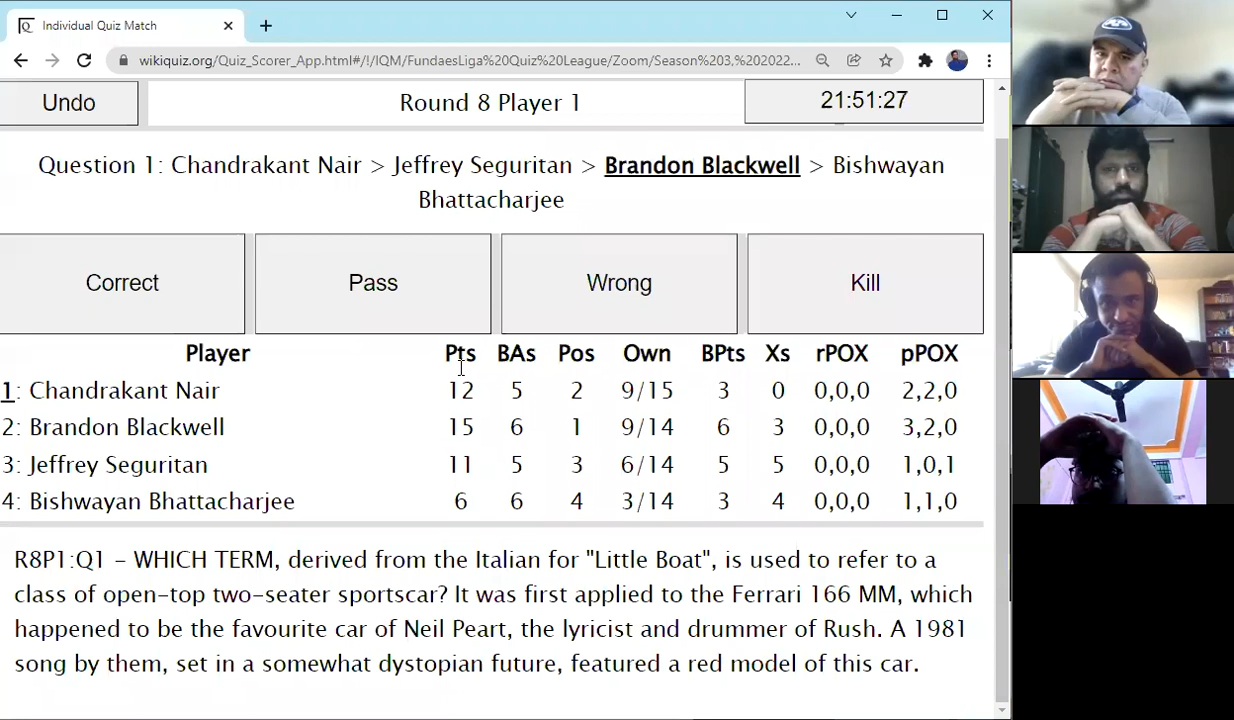 Individual Quiz Match
wikiquiz.org/Quiz_Scorer_App.html#/!/IQM/FundaesLiga%20Quiz%20League/Zoom/Season%203,%202022...
Undo
Round 8 Player 1
21:51:27
Question 1: Chandrakant Nair > Jeffrey Seguritan > Brandon Blackwell > Bishwayan
Bhattacharjee
Correct
Pass
Wrong
Kill
Player Pts BAs Pos Own BPts Xs rPOX pPOX
1: Chandrakant Nair 12 5 2 9/15 3 0 0,0,0 2,2,0
2: Brandon Blackwell 15 6 1 9/14 6 3 0,0,0 3,2,0
3: Jeffrey Seguritan 11 5 3 6/14 5 5 0,0,0 1,0,1
4: Bishwayan Bhattacharjee 6 6 4 3/14 3 4 0,0,0 1,1,0
R8P1:Q1 - WHICH TERM, derived from the Italian for "Little Boat", is used to refer to a
class of open-top two-seater sportscar? It was first applied to the Ferrari 166 MM, which
happened to be the favourite car of Neil Peart, the lyricist and drummer of Rush. A 1981
song by them, set in a somewhat dystopian future, featured a red model of this car.